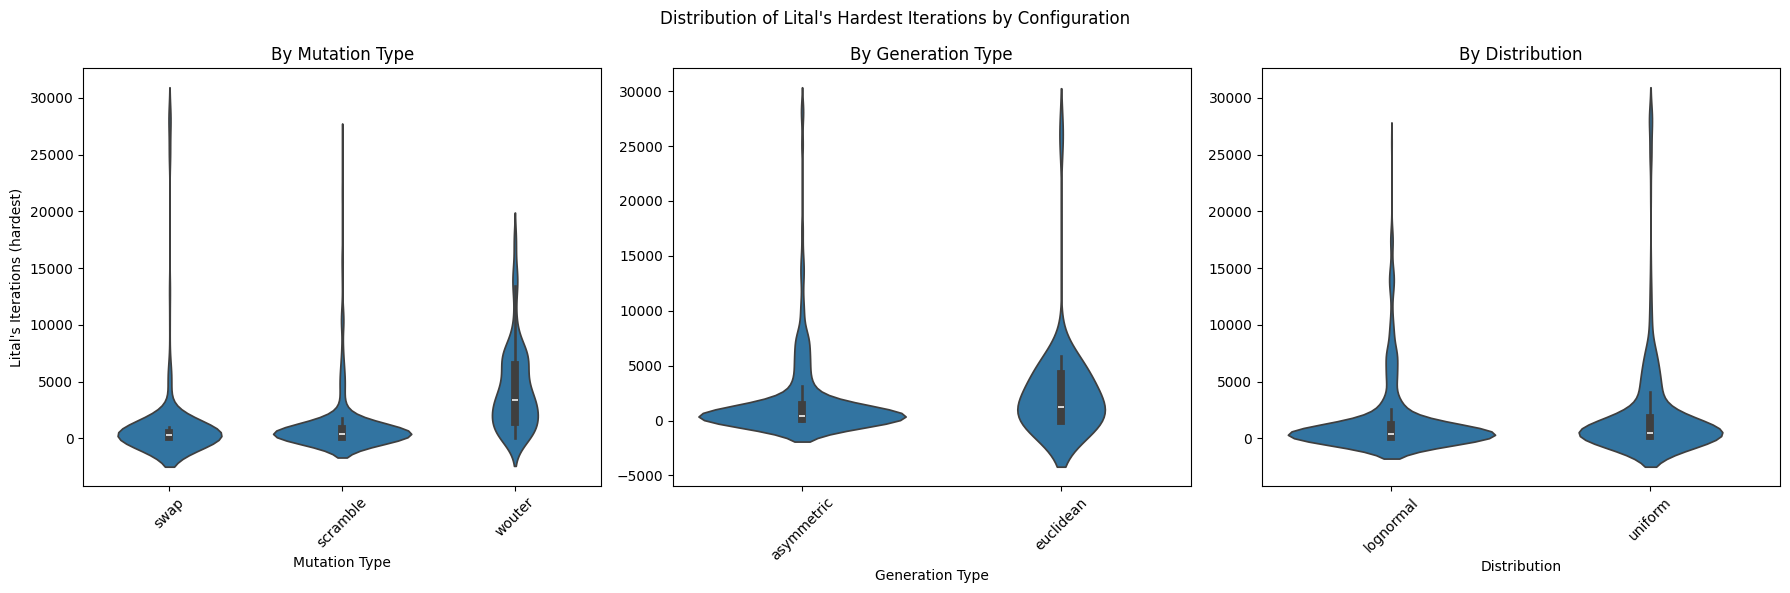 Distribution of Lital's Hardest Iterations by Configuration
By Mutation Type
30000
25000
20000
15000
10000
5000
0
Lital's Iterations (hardest)
swap
scramble
wouter
Mutation Type
By Generation Type
30000
25000
20000
15000
10000
5000
0
−5000
asymmetric
euclidean
Generation Type
By Distribution
30000
25000
20000
15000
10000
5000
0
lognormal
uniform
Distribution